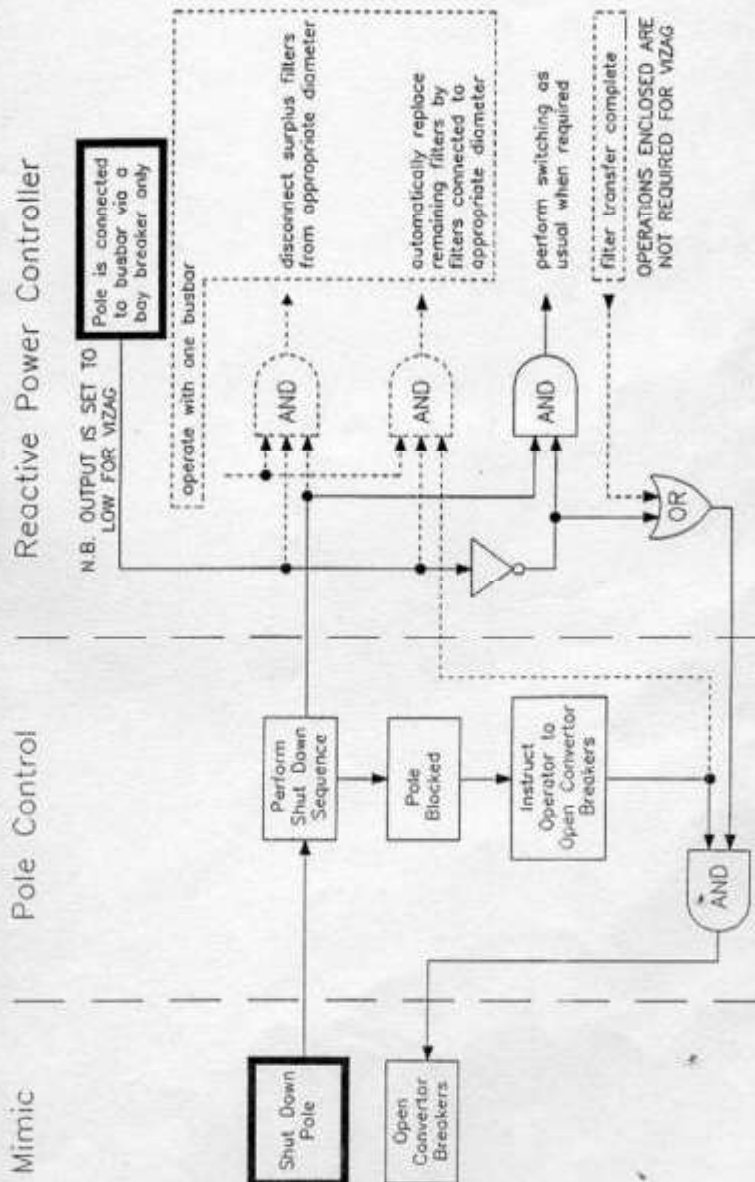 Mimic
Pole Control
Reactive Power Controller
Shut Down
Pole
Open
Convertor
Breakers
Perform
Shut Down
Sequence
Pole
Blocked
Instruct
Operator to
Open Convertor
Breakers
AND
N.B. OUTPUT IS SET TO
LOW FOR VIZAG
Pole is connected
to busbar via a
bay breaker only
operate with one busbar
AND
disconnect surplus filters
from appropriate diameter
AND
automatically replace
remaining filters by
filters connected to
appropriate diameter
AND
perform switching as
usual when required
OR
filter transfer complete
OPERATIONS ENCLOSED ARE
NOT REQUIRED FOR VIZAG